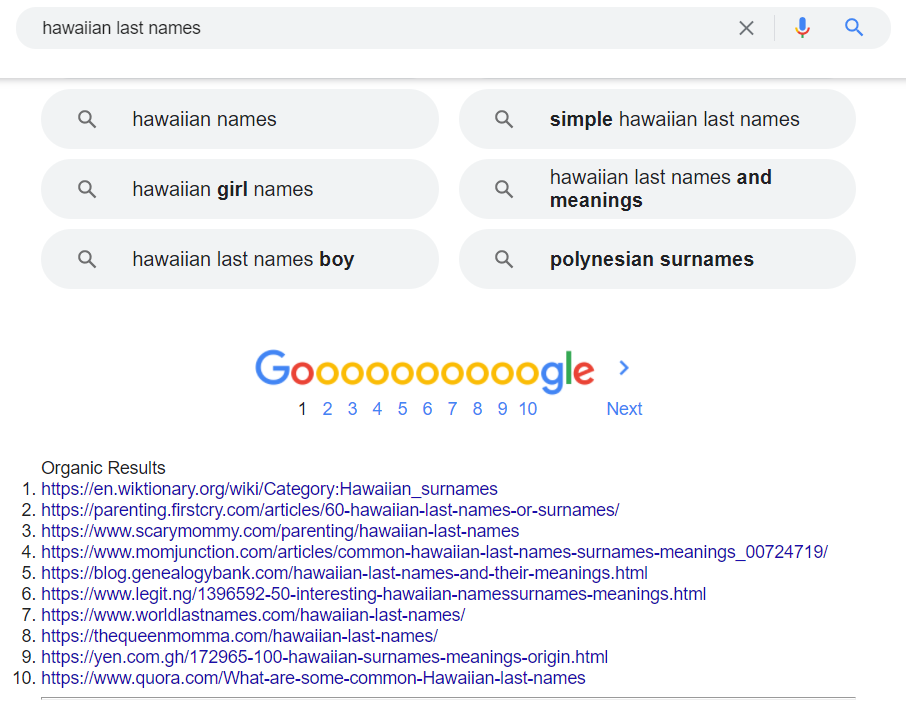 hawaiian last names
hawaiian names
simple hawaiian last names
hawaiian girl names
hawaiian last names and
meanings
hawaiian last names boy
polynesian surnames
Goooooooooogle
1 2 3 4 5 6 7 8 9 10 Next
Organic Results
1. https://en.wiktionary.org/wiki/Category:Hawaiian_surnames
2. https://parenting.firstcry.com/articles/60-hawaiian-last-names-or-surnames/
3. https://www.scarymommy.com/parenting/hawaiian-last-names
4. https://www.momjunction.com/articles/common-hawaiian-last-names-surnames-meanings_00724719/
5. https://blog.genealogybank.com/hawaiian-last-names-and-their-meanings.html
6. https://www.legit.ng/1396592-50-interesting-hawaiian-namessurnames-meanings.html
7. https://www.worldlastnames.com/hawaiian-last-names/
8. https://thequeenmomma.com/hawaiian-last-names/
9. https://yen.com.gh/172965-100-hawaiian-surnames-meanings-origin.html
10. https://www.quora.com/What-are-some-common-Hawaiian-last-names